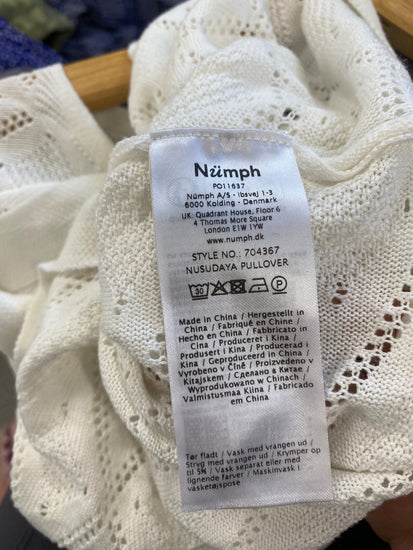 Nümph
PO11637
Nümph A/S - Ibsvej 1-3
6000 Kolding - Denmark
UK: Quadrant House, Floor 6
4 Thomas More Square
London E1W 1YW
www.numph.dk
STYLE NO.: 704367
NUSUDAYA PULLOVER
30
P
Made in China / Hergestellt in
China / Fabriqué en Chine /
Hecho en China / Fabbricato in
Cina / Produceret i Kina /
Produsert i Kina / Producerad i
Kina / Geproduceerd in China /
Vyrobeno v Číně / Proizvedeno v
Kitajskem / Сделано в Китае /
Wyprodukowano w Chinach /
Valmistusmaa Kiina / Fabricado
em China
Tør fladt / Vask med vrangen ud /
Stryg med vrangen ud / Krymper op
til 5% / Vask separat eller med
lignende farver / Maskinvask i
vasketøjspose